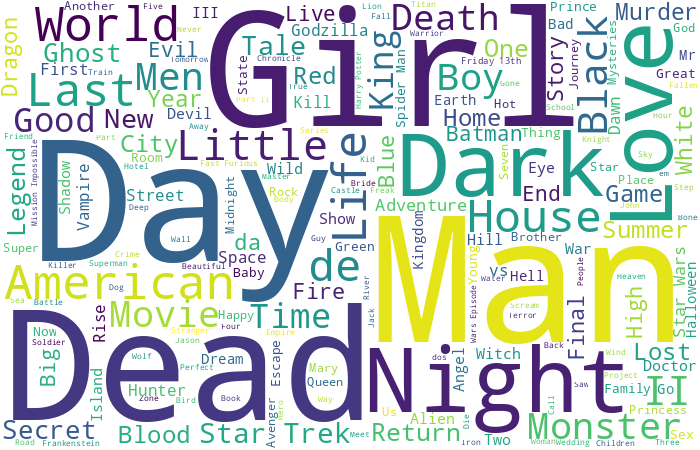 Girl
Man
Day
Dead
Love
Night
Dark
World
Last
Men
Good
New
Little
American
Movie
Time
House
Black
Death
Boy
King
Life
Red
Tale
Live
Ghost
Evil
Dragon
Another
Five
III
Godzilla
First
Train
Tomorrow
Never
Year
Devil
Kill
State
Chronicle
True
Part II
Lion
Fall
Titan
Warrior
Friday 13th
Gone
Harry Potter
Spider Man
One
Story
Journey
Prince
Bad
Murder
God
Mysteries
Mr
Great
Fallen
Earth
Hot
School
Home
Dawn
Hour
White
Batman
Thing
Knight
Sky
em
Legend
Friend
Part
Away
City
Room
Mission Impossible
Shadow
Vampire
Hotel
Street
Deep
Super
Wall
Killer
Superman
Crime
Beautiful
Dog
Sea
Battle
Series
Fast Furious
Master
Wild
Rock
Body
Midnight
Castle
Bride
Kid
Freak
Blue
Seven
Eye
Star
Place
John
Step
Bone
End
Game
Summer
Adventure
Show
Guy
Green
Kingdom
Hill
Brother
War
Star Wars
Halloween
da
de
Space
Baby
Fire
Young
Water
vs
Hell
People
Heaven
High
Wars Episode
Scream
Terror
Final
Jack
River
Back
dos
Wind
Lost
Doctor
Project
Rise
Now
Soldier
Big
Jason
Stranger
Happy
Four
Empire
Wolf
Perfect
Dream
Mary
Queen
Escape
Witch
Angel
Saw
Family
Go
II
Princess
Island
Hunter
Zone
Bird
Book
Hero
Way
Avenger
Us
Alien
Die
Call
Monster
Sex
Secret
Road
Frankenstein
Blood
Star
Meet
Trek
Return
Iron
Two
Woman
Wedding
Children
Three